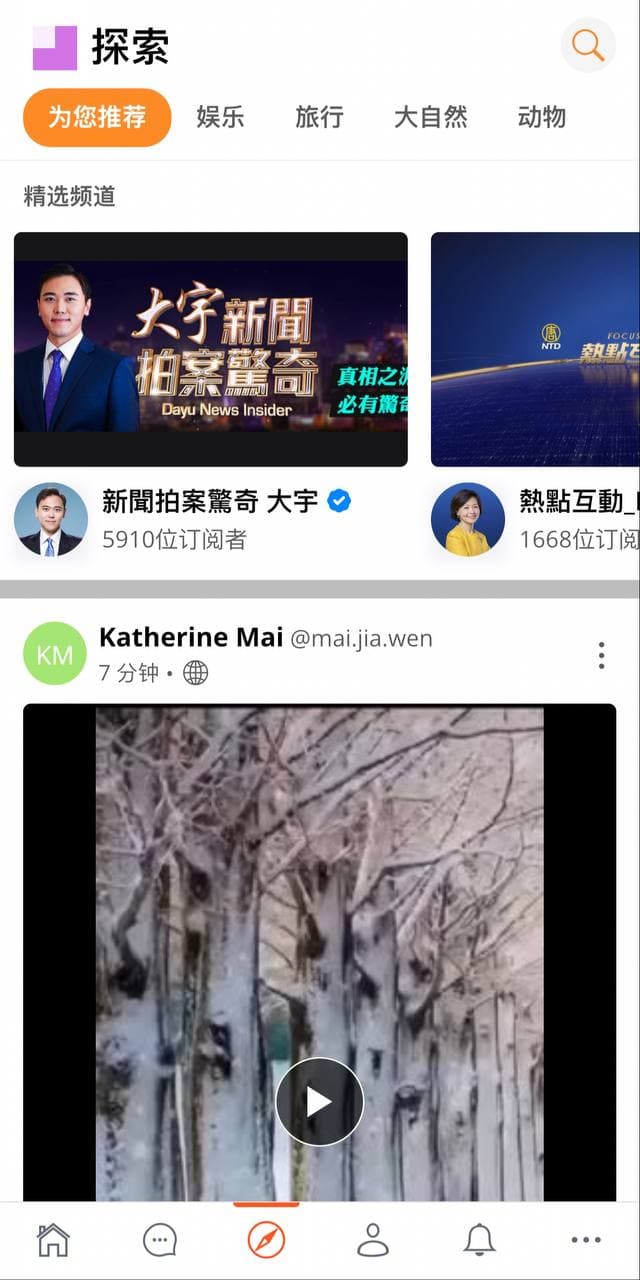 探索
为您推荐 娱乐 旅行 大自然 动物
精选频道
大宇新聞
拍案驚奇
Dayu News Insider
真相之
必有驚奇
NTD
FOCUS
熱點
新聞拍案驚奇 大宇
5910位订阅者
熱點互動_
1668位订阅
KM
Katherine Mai @mai.jia.wen
7 分钟 •